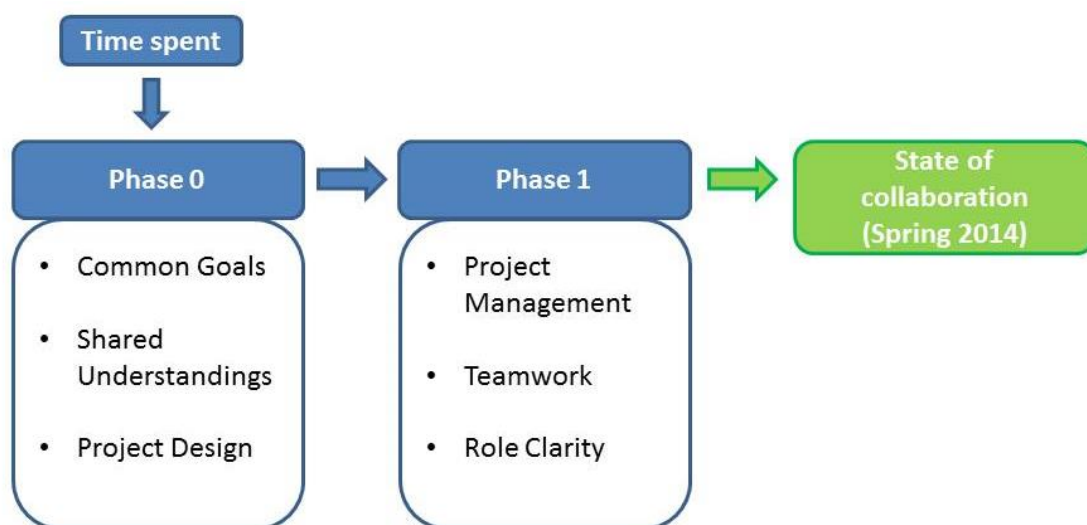 Time spent
Phase 0
• Common Goals
• Shared
Understandings
• Project Design
Phase 1
• Project
Management
• Teamwork
• Role Clarity
State of
collaboration
(Spring 2014)